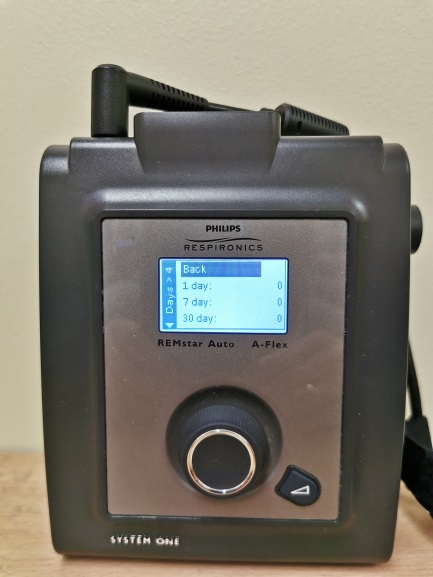 PHILIPS
RESPIRONICS
Days > 4
Back
1 day: 0
7 day: 0
30 day: 0
REMstar Auto A-Flex
SYSTEM ONE